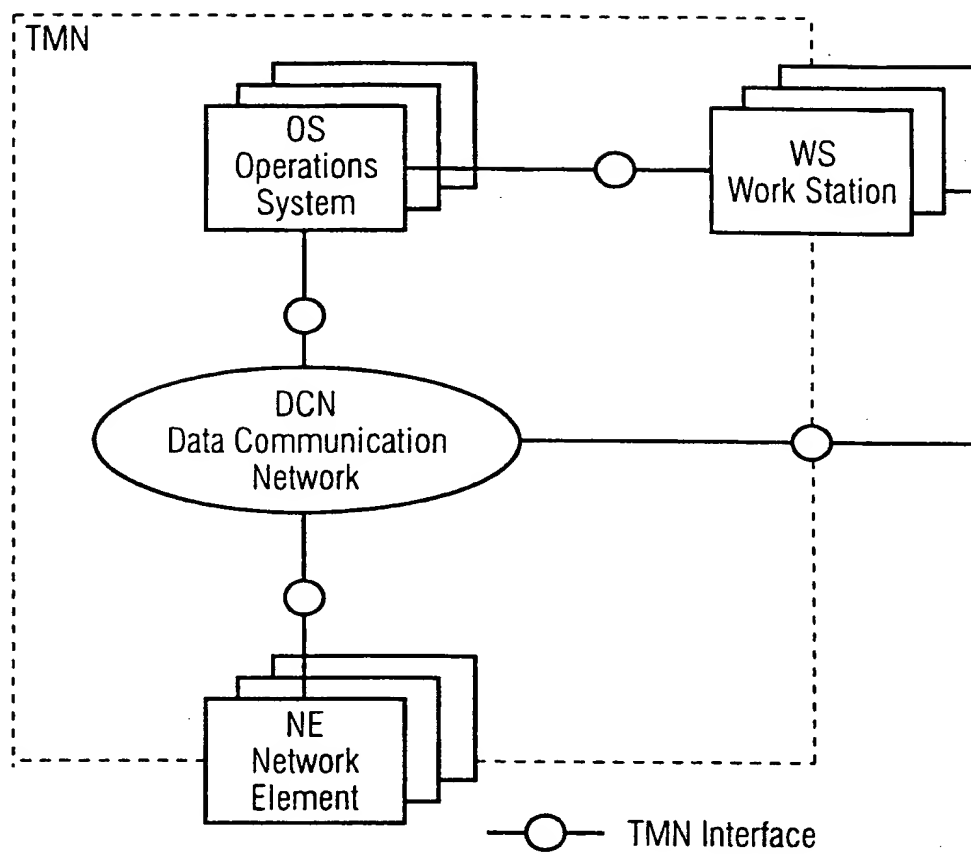 TMN
OS
Operations
System
WS
Work Station
DCN
Data Communication
Network
NE
Network
Element
TMN Interface